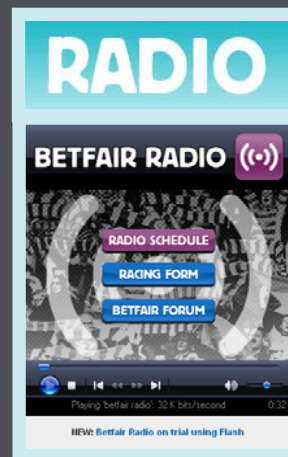 RADIO
BETFAIR RADIO
RADIO SCHEDULE
RACING FORM
BETFAIR FORUM
Playing 'betfair radio': 32 K bits/second 0:32
NEW: Betfair Radio on trial using Flash